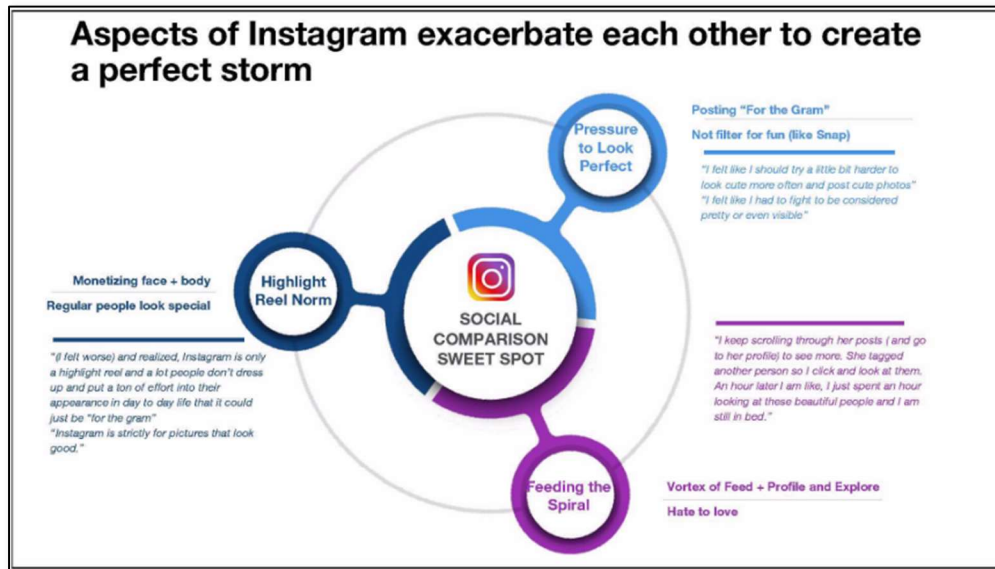 Aspects of Instagram exacerbate each other to create
a perfect storm
Pressure
to Look
Perfect
Posting “For the Gram”
Not filter for fun (like Snap)
“I felt like I should try a little bit harder to
look cute more often and post cute photos”
“I felt like I had to fight to be considered
pretty or even visible”
Highlight
Reel Norm
Monetizing face + body
Regular people look special
“(I felt worse) and realized, Instagram is only
a highlight reel and a lot people don’t dress
up and put a ton of effort into their
appearance in day to day life that it could
just be “for the gram”
“Instagram is strictly for pictures that look
good.”
SOCIAL
COMPARISON
SWEET SPOT
“I keep scrolling through her posts ( and go
to her profile) to see more. She tagged
another person so I click and look at them.
An hour later I am like, I just spent an hour
looking at these beautiful people and I am
still in bed.”
Feeding the
Spiral
Vortex of Feed + Profile and Explore
Hate to love